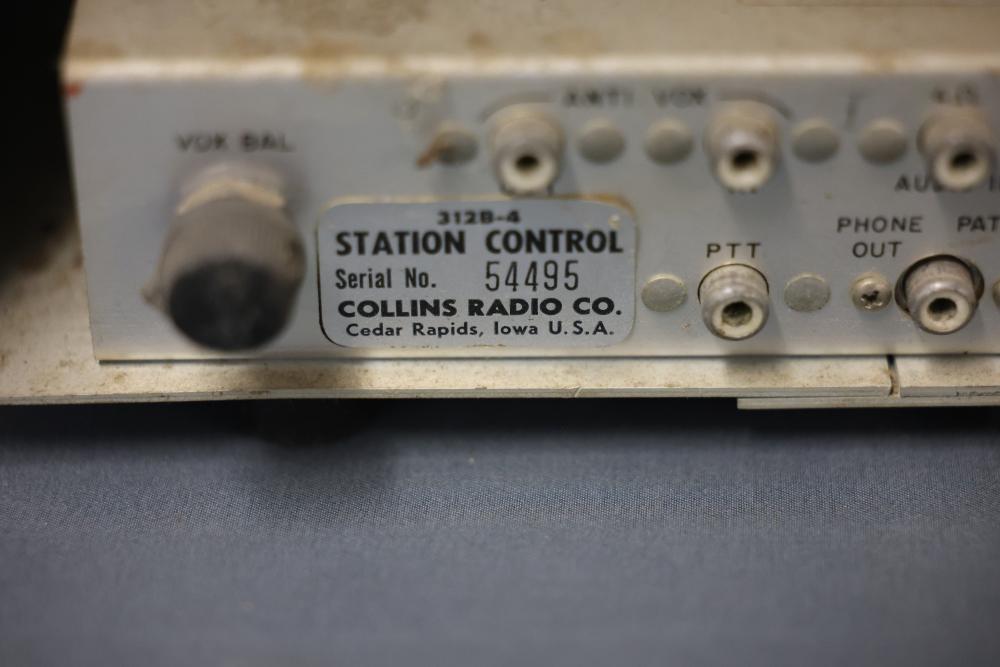 ANTI VOX
VOX BAL
312B-4
STATION CONTROL
Serial No. 54495
COLLINS RADIO CO.
Cedar Rapids, Iowa U.S.A.
PTT
PHONE
OUT